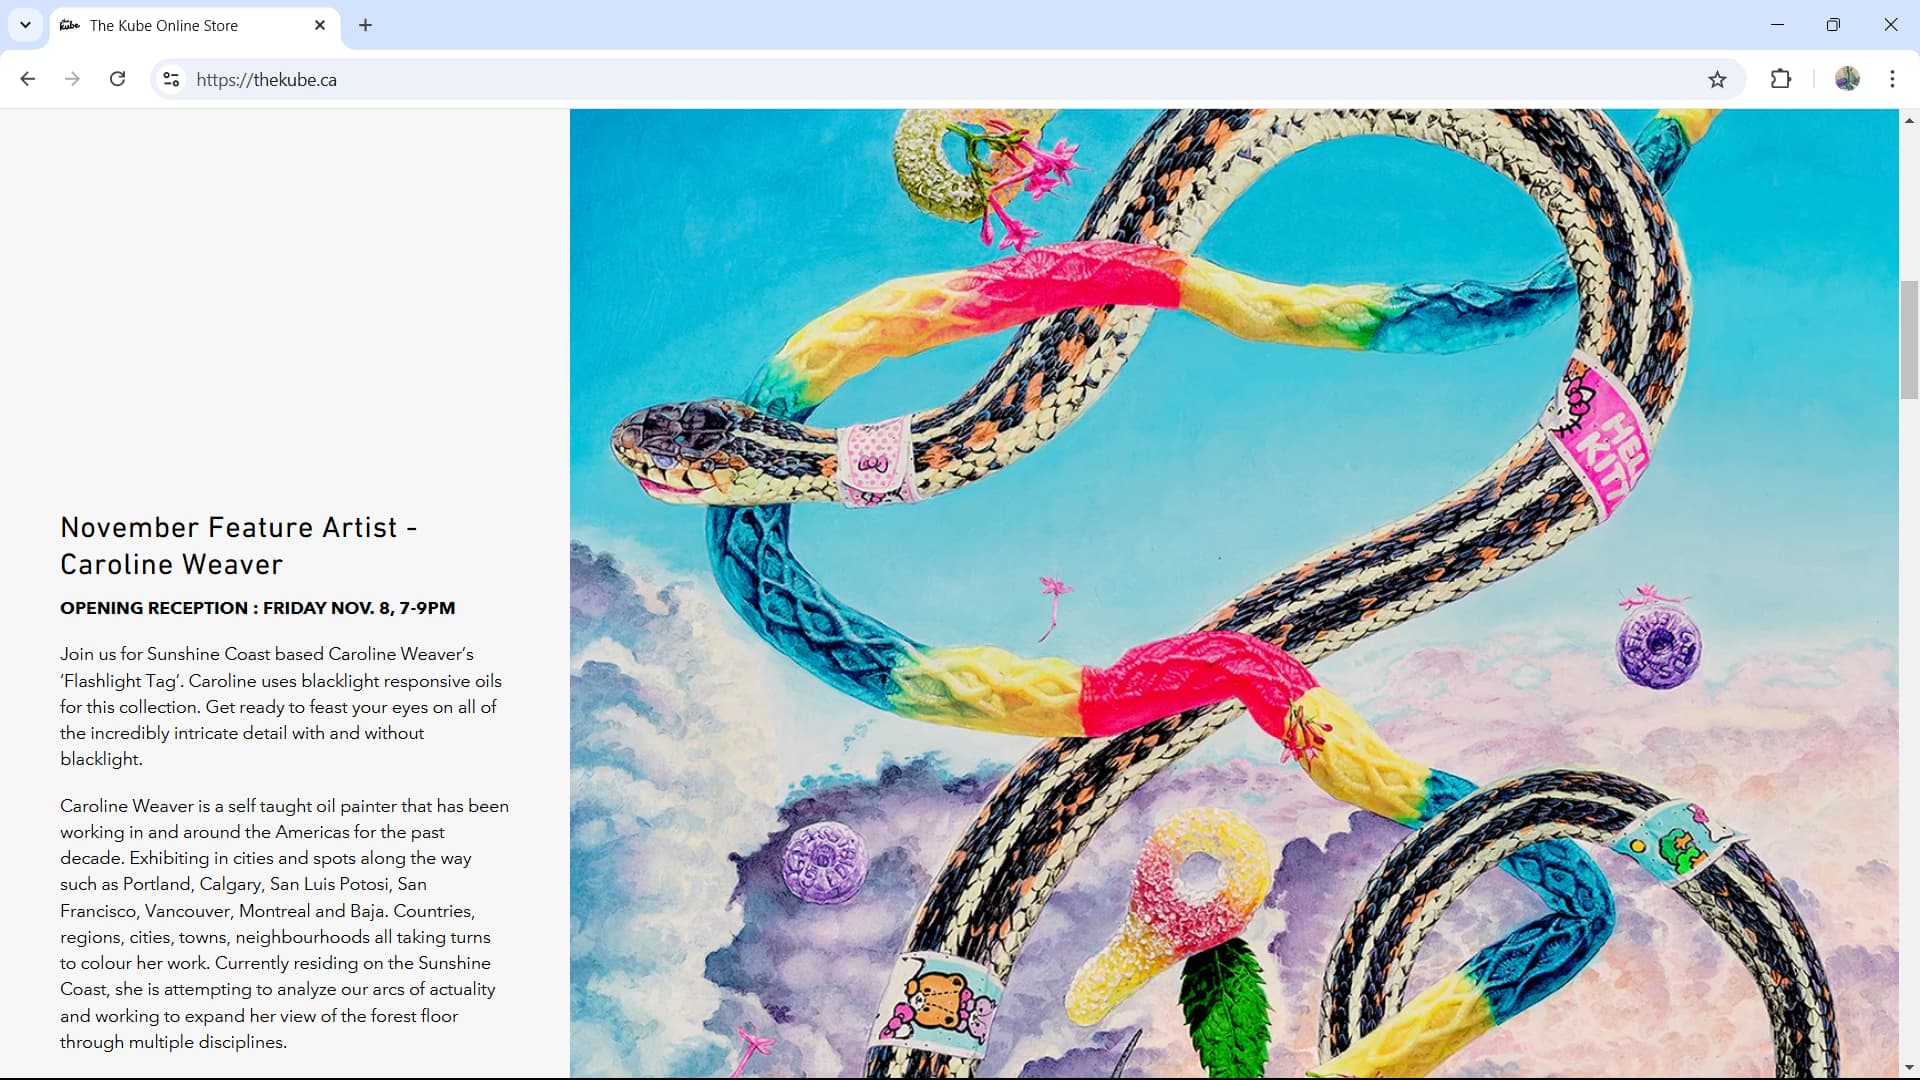 The Kube Online Store
https://thekube.ca
November Feature Artist -
Caroline Weaver
OPENING RECEPTION : FRIDAY NOV. 8, 7-9PM
Join us for Sunshine Coast based Caroline Weaver’s
‘Flashlight Tag’. Caroline uses blacklight responsive oils
for this collection. Get ready to feast your eyes on all of
the incredibly intricate detail with and without
blacklight.
Caroline Weaver is a self taught oil painter that has been
working in and around the Americas for the past
decade. Exhibiting in cities and spots along the way
such as Portland, Calgary, San Luis Potosi, San
Francisco, Vancouver, Montreal and Baja. Countries,
regions, cities, towns, neighbourhoods all taking turns
to colour her work. Currently residing on the Sunshine
Coast, she is attempting to analyze our arcs of actuality
and working to expand her view of the forest floor
through multiple disciplines.
HELL
KITT